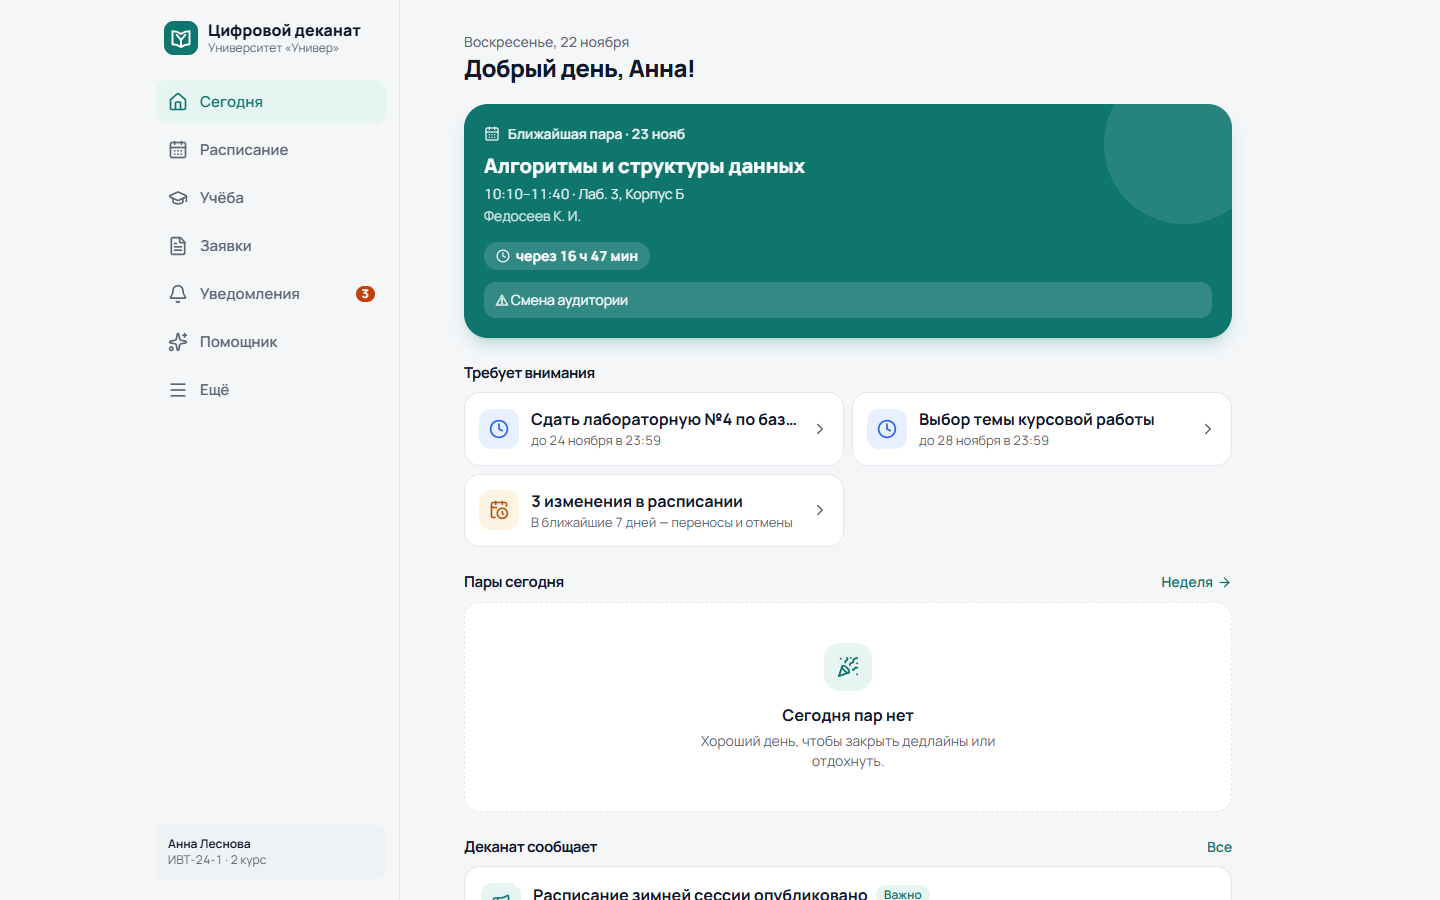 Цифровой деканат
Университет «Универ»
Сегодня
Расписание
Учёба
Заявки
Уведомления
3
Помощник
Ещё
Анна Леснова
ИВТ-24-1 · 2 курс
Воскресенье, 22 ноября
Добрый день, Анна!
Ближайшая пара · 23 нояб
Алгоритмы и структуры данных
10:10–11:40 · Лаб. 3, Корпус Б
Федосеев К. И.
через 16 ч 47 мин
⚠ Смена аудитории
Требует внимания
Сдать лабораторную №4 по баз…
до 24 ноября в 23:59
Выбор темы курсовой работы
до 28 ноября в 23:59
3 изменения в расписании
В ближайшие 7 дней — переносы и отмены
Пары сегодня
Неделя →
Сегодня пар нет
Хороший день, чтобы закрыть дедлайны или
отдохнуть.
Деканат сообщает
Все
Расписание зимней сессии опубликовано
Важно